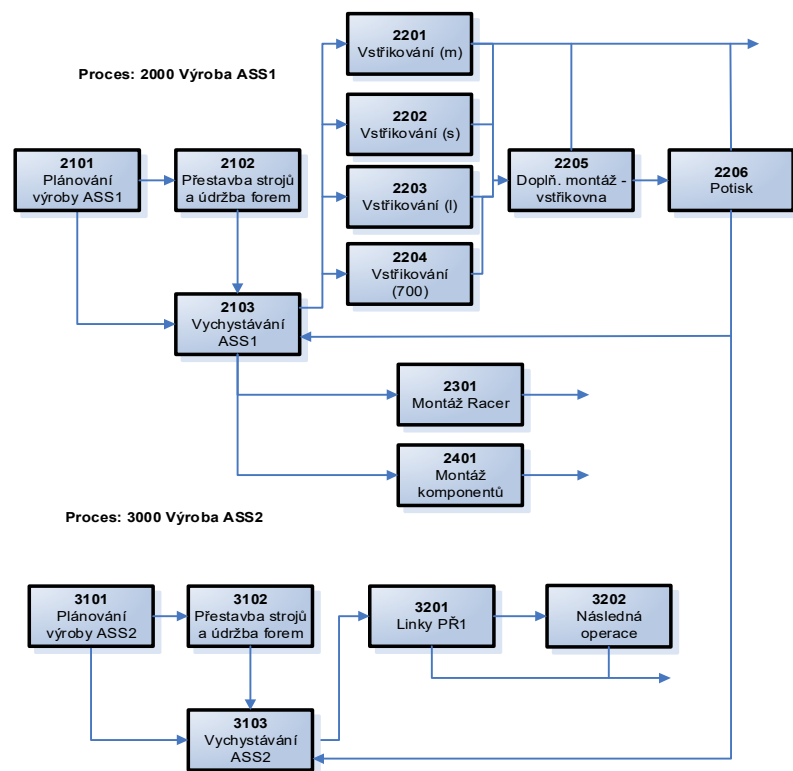 Proces: 2000 Výroba ASS1
2201
Vstřikování (m)
2202
Vstřikování (s)
2203
Vstřikování (l)
2204
Vstřikování
(700)
2101
Plánování
výroby ASS1
2102
Přestavba strojů
a údržba forem
2205
Doplň. montáž -
vstřikovna
2206
Potisk
2103
Vychystávání
ASS1
2301
Montáž Racer
2401
Montáž
komponentů
Proces: 3000 Výroba ASS2
3101
Plánování
výroby ASS2
3102
Přestavba strojů
a údržba forem
3201
Linky PŘ1
3202
Následná
operace
3103
Vychystávání
ASS2